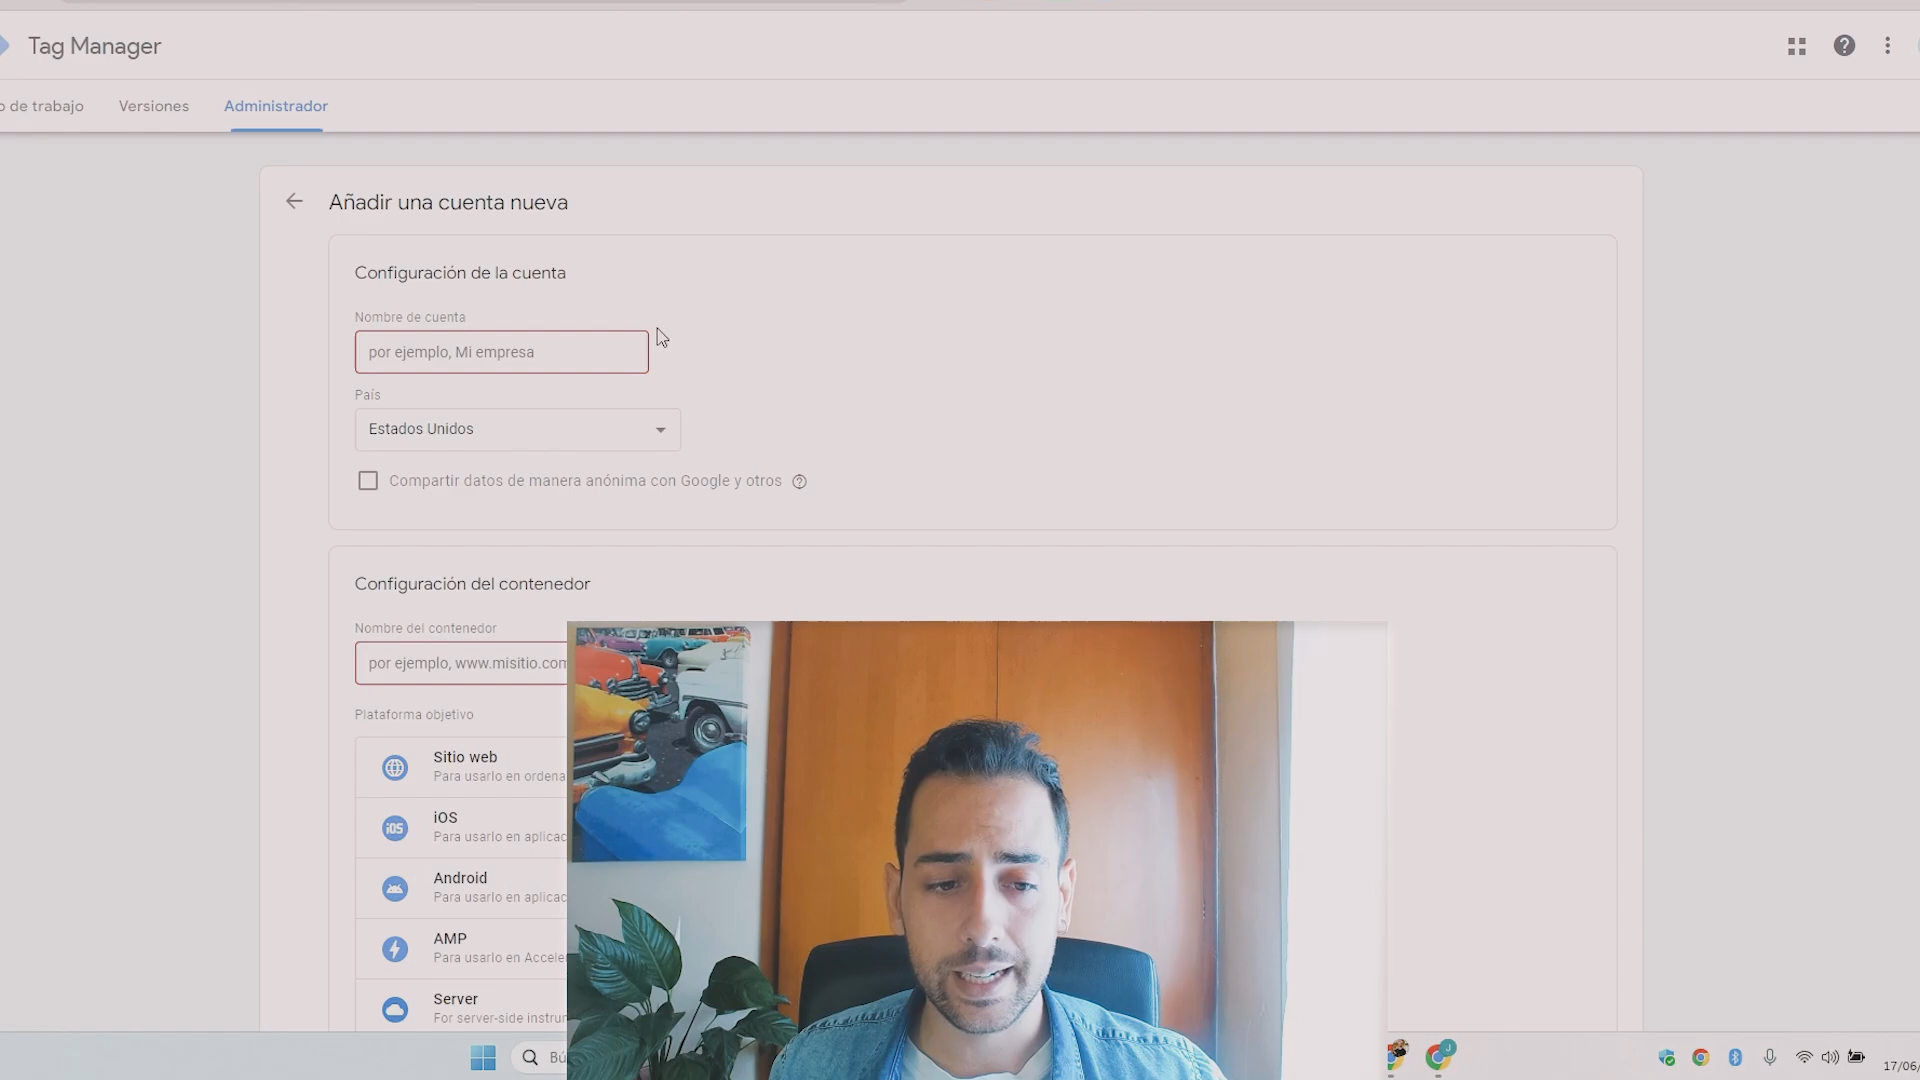 Tag Manager
de trabajo Versiones Administrador
Añadir una cuenta nueva
Configuración de la cuenta
Nombre de cuenta
por ejemplo, Mi empresa
País
Estados Unidos
Compartir datos de manera anónima con Google y otros
Configuración del contenedor
Nombre del contenedor
por ejemplo, www.misitio.com
Plataforma objetivo
Sitio web
Para usarlo en ordena
iOS
Para usarlo en aplicac
Android
Para usarlo en aplicac
AMP
Para usarlo en Accele
Server
For server-side instru
Bú
J
17/06/